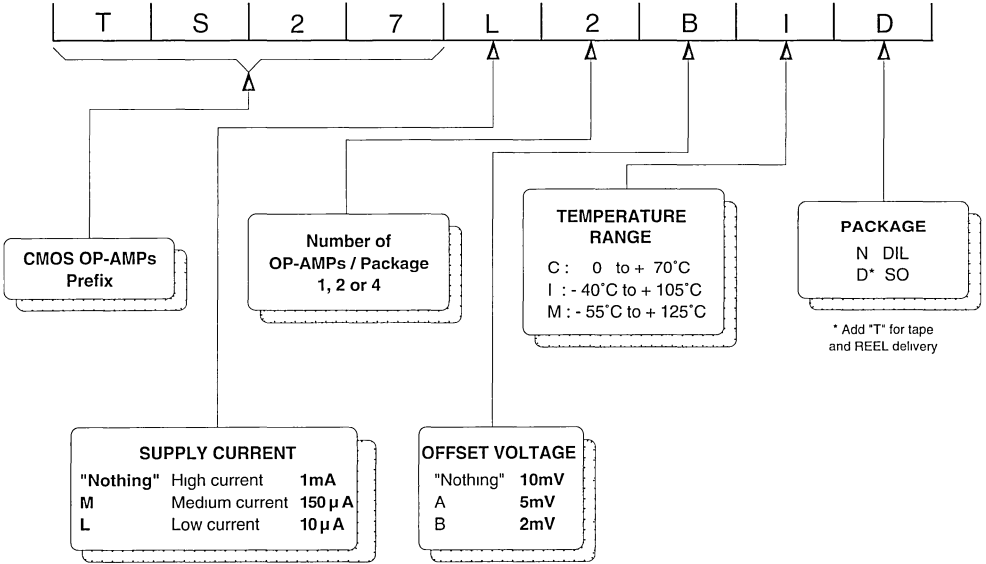 T S 2 7 L 2 B I D
CMOS OP-AMPs
Prefix
Number of
OP-AMPs / Package
1, 2 or 4
TEMPERATURE
RANGE
C : 0 to + 70°C
I : - 40°C to + 105°C
M : - 55°C to + 125°C
PACKAGE
N DIL
D* SO
* Add "T" for tape
and REEL delivery
SUPPLY CURRENT
"Nothing" High current 1mA
M Medium current 150 µ A
L Low current 10 µ A
OFFSET VOLTAGE
"Nothing" 10mV
A 5mV
B 2mV